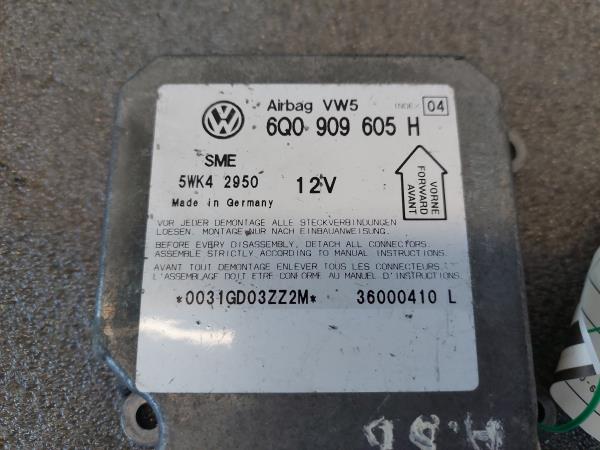 Airbag VW5 INDEX 04
6Q0 909 605 H
SME
5WK4 2950 12V
Made in Germany
VORNE
FORWARD
AVANT
VOR JEDER DEMONTAGE ALLE STECKVERBINDUNGEN
LOESEN. MONTAGE NUR NACH EINBAUANWEISUNG.
BEFORE EVERY DISASSEMBLY, DETACH ALL CONNECTORS.
ASSEMBLE STRICTLY ACCORDING TO MANUAL INSTRUCTIONS.
AVANT TOUT DEMONTAGE ENLEVER TOUS LES CONNECTEURS.
L'ASSEMBLAGE DOIT ETRE CONFORME AU MANUEL D'INSTRUCTIONS.
*0031GD03ZZ2M* 36000410 L